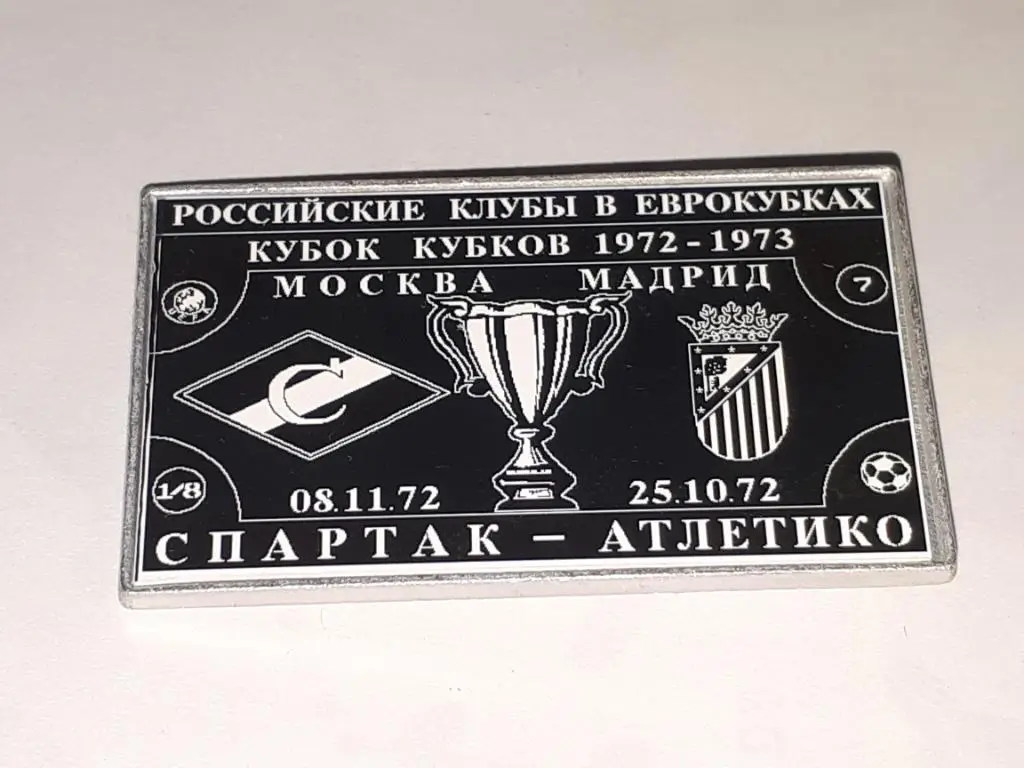 РОССИЙСКИЕ КЛУБЫ В ЕВРОКУБКАХ
КУБОК КУБКОВ 1972-1973
МОСКВА МАДРИД
7
С
1/8
08.11.72 25.10.72
СПАРТАК - АТЛЕТИКО